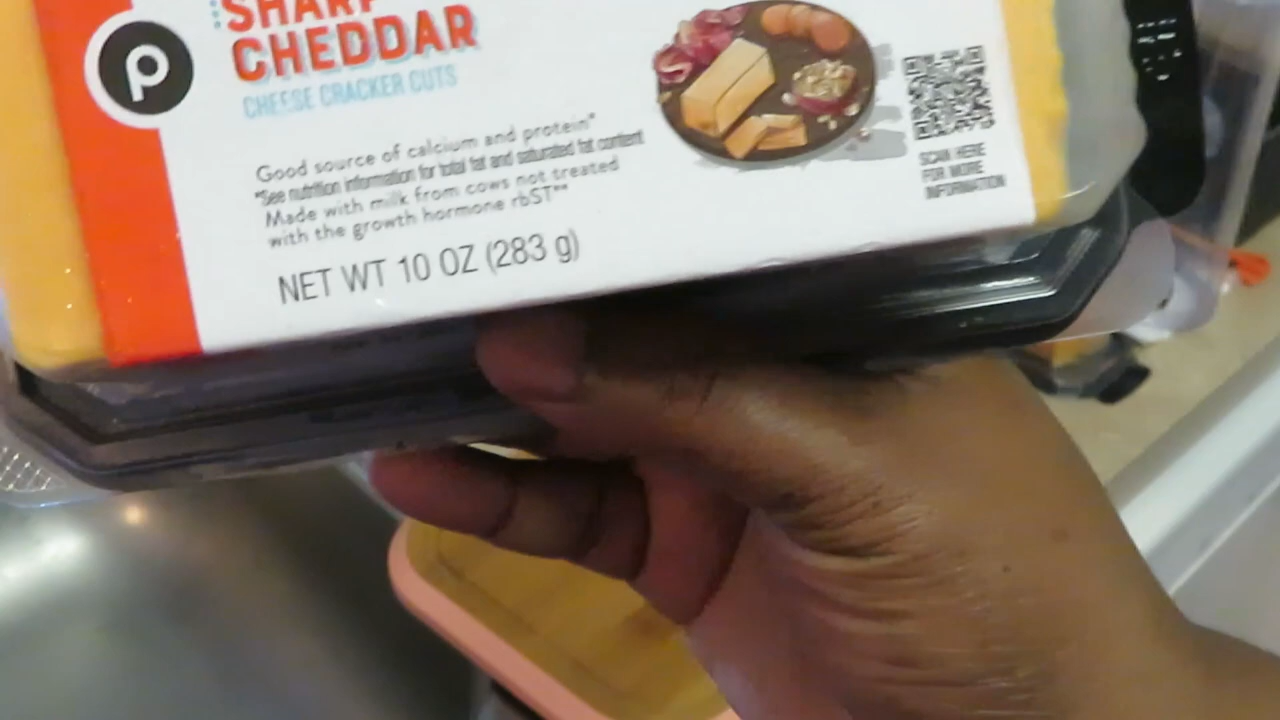 SHARP
CHEDDAR
CHEESE CRACKER CUTS
Good source of calcium and protein*
*See nutrition information for total fat and saturated fat content
Made with milk from cows not treated
with the growth hormone rbST**
NET WT 10 OZ (283 g)
SCAN HERE
FOR MORE
INFORMATION